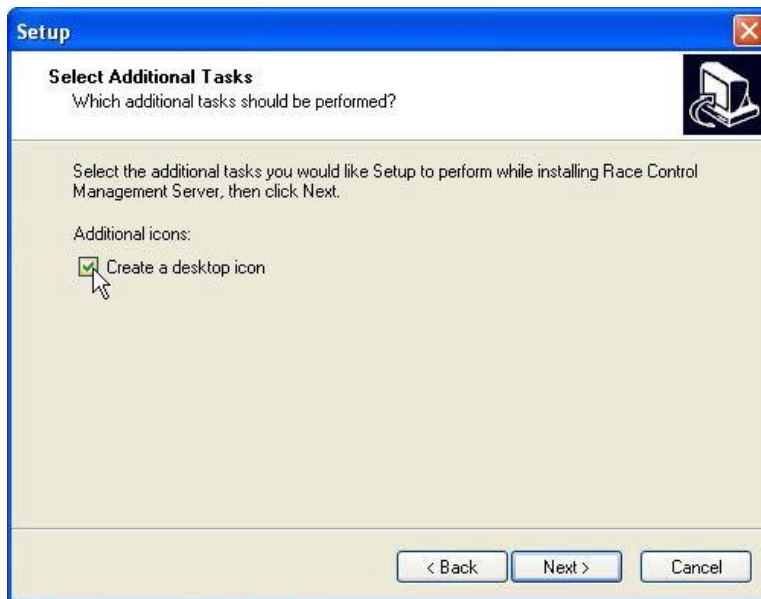 Setup
Select Additional Tasks
Which additional tasks should be performed?
Select the additional tasks you would like Setup to perform while installing Race Control
Management Server, then click Next.
Additional icons:
Create a desktop icon
< Back Next > Cancel